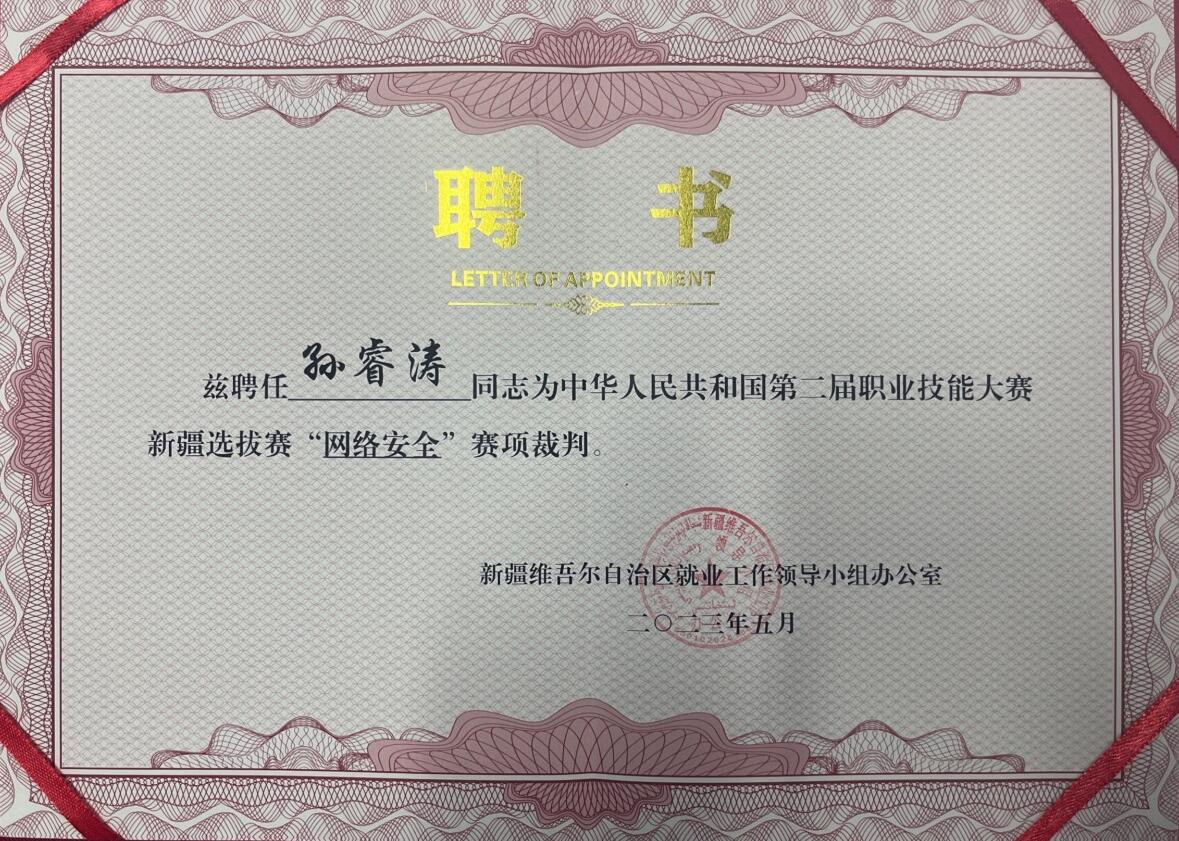 聘 书
LETTER OF APPOINTMENT
兹聘任孙睿涛同志为中华人民共和国第二届职业技能大赛
新疆选拔赛“网络安全”赛项裁判。
新疆维吾尔自治区就业工作领导小组办公室
二〇二三年五月